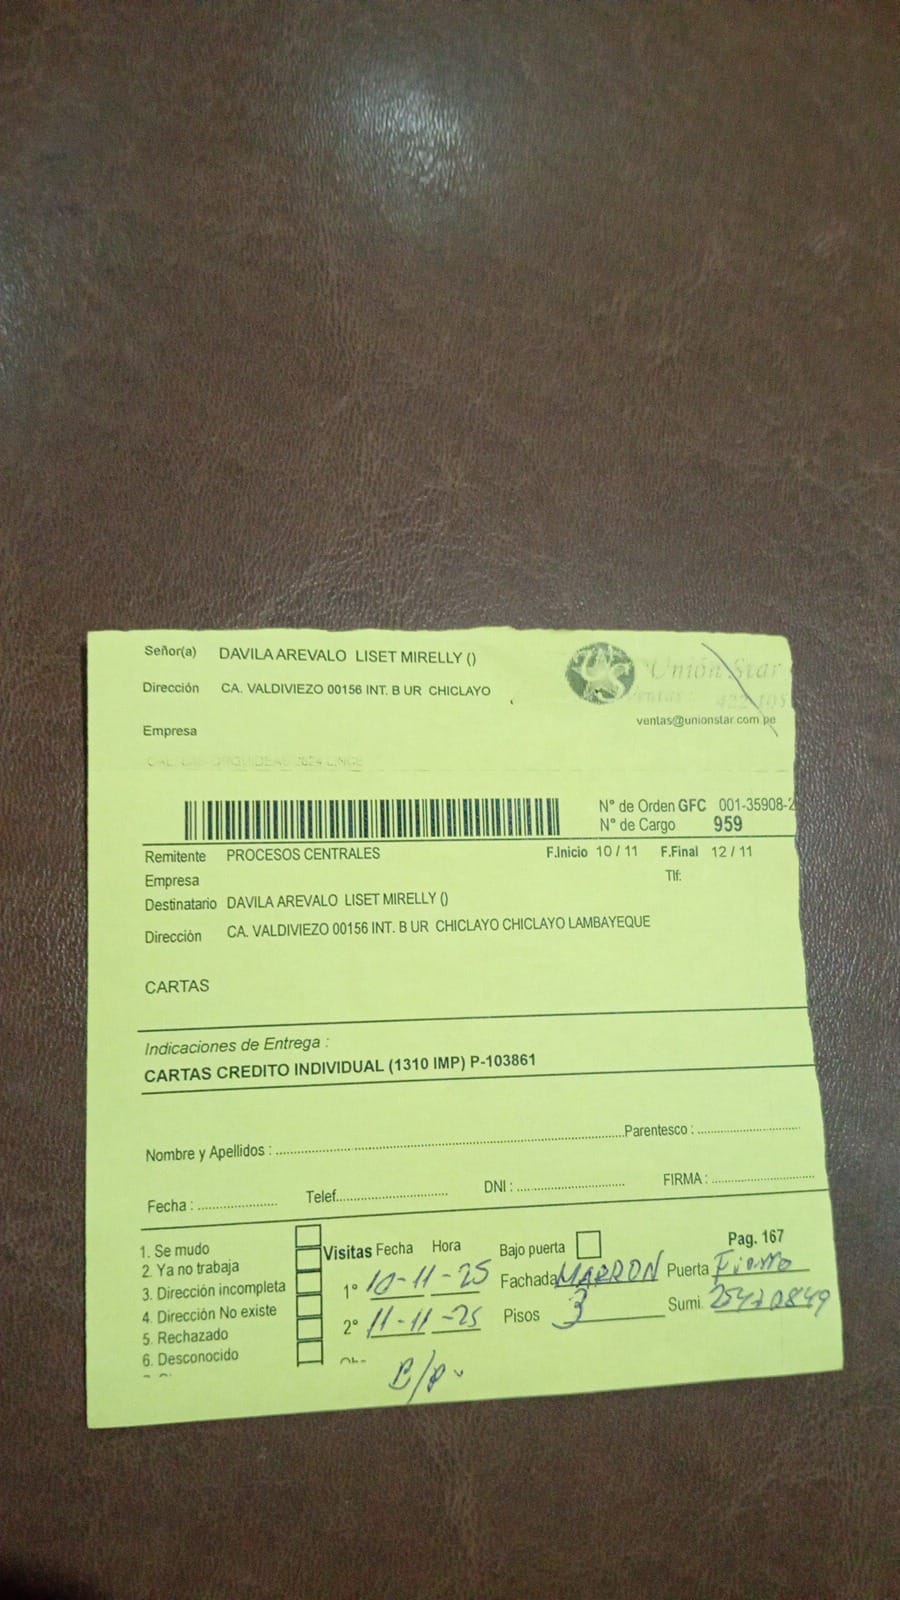 Señor(a) DAVILA AREVALO LISET MIRELLY ()
Unión Star
Dirección CA. VALDIVIEZO 00156 INT. B UR CHICLAYO
ventas@unionstar.com.pe
Empresa
N° de Orden GFC 001-35908-2
N° de Cargo 959
Remitente PROCESOS CENTRALES F.Inicio 10 / 11 F.Final 12 / 11
Empresa Tlf:
Destinatario DAVILA AREVALO LISET MIRELLY ()
Dirección CA. VALDIVIEZO 00156 INT. B UR CHICLAYO CHICLAYO LAMBAYEQUE
CARTAS
Indicaciones de Entrega :
CARTAS CREDITO INDIVIDUAL (1310 IMP) P-103861
Nombre y Apellidos : Parentesco :
Fecha : Telef. DNI : FIRMA :
1. Se mudo
2. Ya no trabaja
3. Dirección incompleta
4. Dirección No existe
5. Rechazado
6. Desconocido
Visitas Fecha Hora Bajo puerta Pag. 167
1° 10-11-25 Fachada MARRON Puerta Fierro
2° 11-11-25 Pisos 3 Sumi. 25470849
B/P.